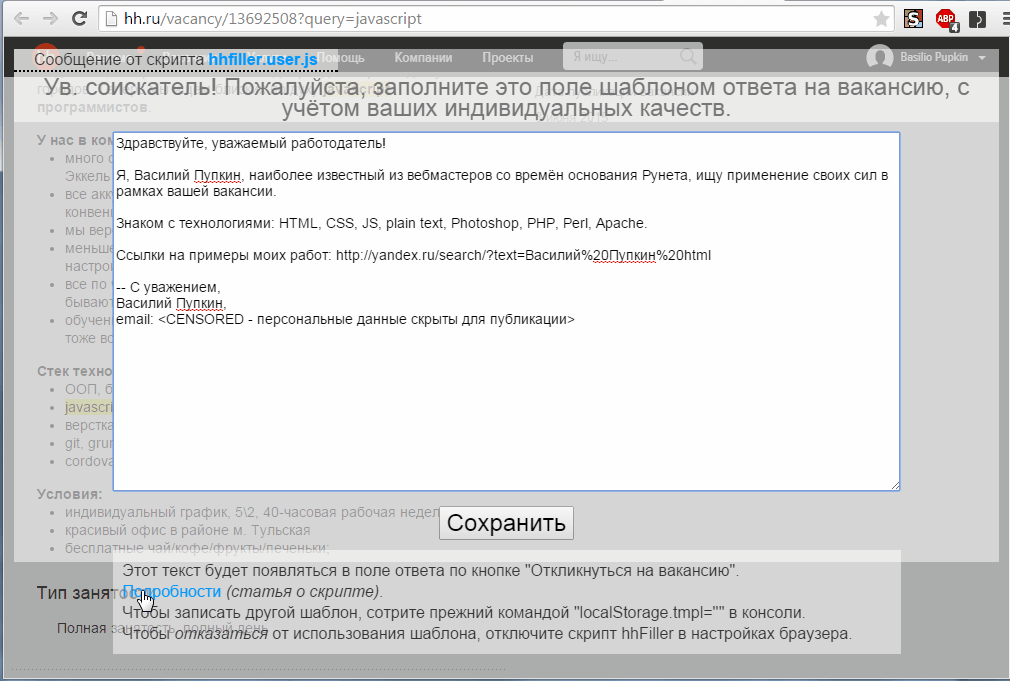 hh.ru/vacancy/13692508?query=javascript
ABP
4
S
Сообщение от скрипта hhfiller.user.js
Помощь
Компании
Проекты
Я ищу...
Basilio Pupkin
Ув. соискатель! Пожалуйста, заполните это поле шаблоном ответа на вакансию, с
учётом ваших индивидуальных качеств.
программистов.
У нас в ком
много
Эккель
все акк
конвен
мы вер
меньше
настрой
все по
бывают
обучен
тоже вс
Здравствуйте, уважаемый работодатель!
Я, Василий Пупкин, наиболее известный из вебмастеров со времён основания Рунета, ищу применение своих сил в
рамках вашей вакансии.
Знаком с технологиями: HTML, CSS, JS, plain text, Photoshop, PHP, Perl, Apache.
Ссылки на примеры моих работ: http://yandex.ru/search/?text=Василий%20Пупкин%20html
-- С уважением,
Василий Пупкин,
email: <CENSORED - персональные данные скрыты для публикации>
Стек техно
ООП, б
javascri
верстка
git, grun
cordova
Условия:
индивидуальный график, 5\2, 40-часовая рабочая недел
красивый офис в районе м. Тульская
бесплатные чай/кофе/фрукты/печеньки;
Сохранить
Этот текст будет появляться в поле ответа по кнопке "Откликнуться на вакансию".
Подробности (статья о скрипте).
Чтобы записать другой шаблон, сотрите прежний командой "localStorage.tmpl="" в консоли.
Чтобы отказаться от использования шаблона, отключите скрипт hhFiller в настройках браузера.
Тип занятос
Полная занятость, полный день